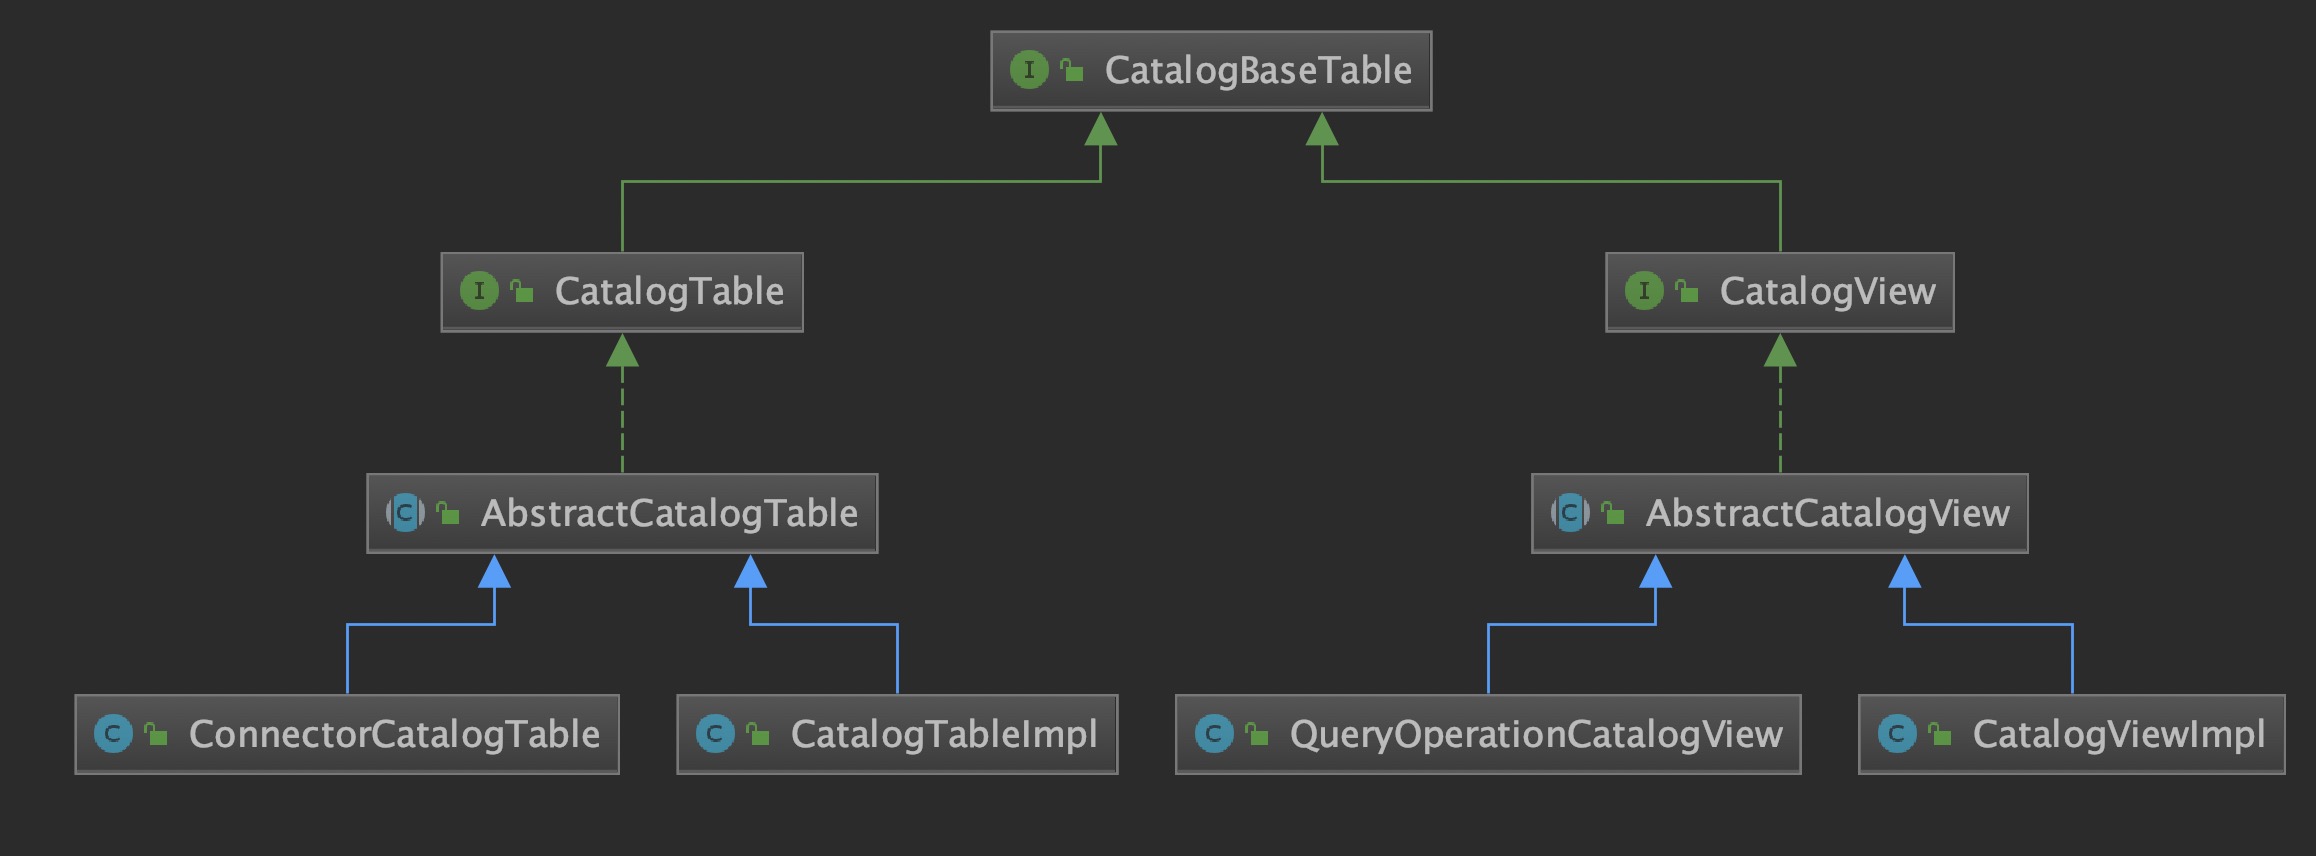 I CatalogBaseTable
I CatalogTable
I CatalogView
C AbstractCatalogTable
C AbstractCatalogView
C ConnectorCatalogTable
C CatalogTableImpl
C QueryOperationCatalogView
C CatalogViewImpl